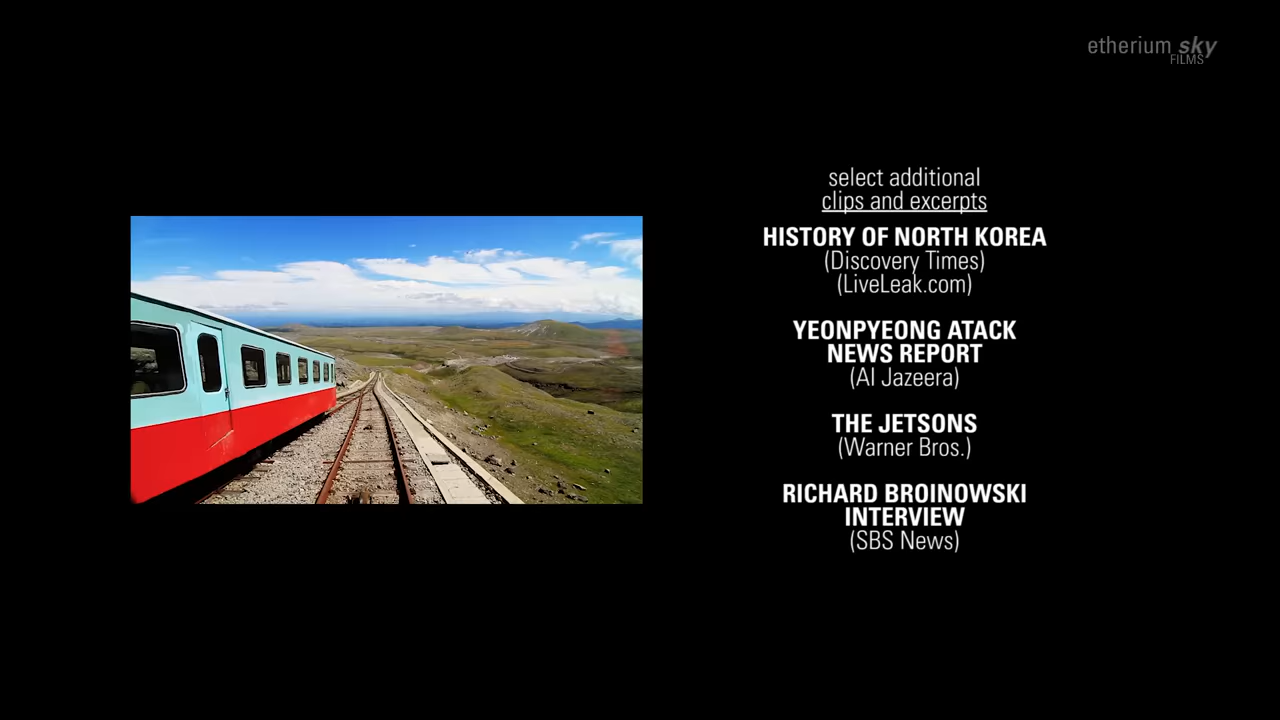 etherium sky
FILMS
select additional
clips and excerpts
HISTORY OF NORTH KOREA
(Discovery Times)
(LiveLeak.com)
YEONPYEONG ATACK
NEWS REPORT
(Al Jazeera)
THE JETSONS
(Warner Bros.)
RICHARD BROINOWSKI
INTERVIEW
(SBS News)